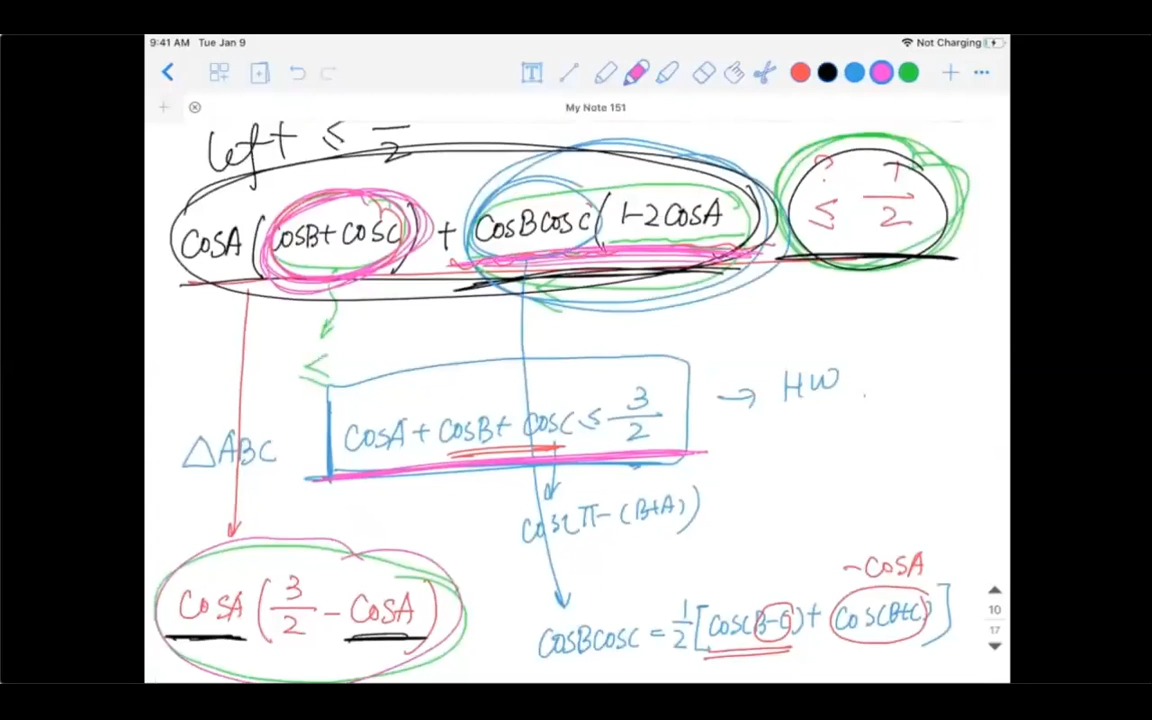 9:41 AM Tue Jan 9 Not Charging
My Note 151
left ≤ —/2
cosA(cosB+cosC) + cosBcosC(1-2cosA) ≤? 1/2
≤
cosA+cosB+cosC ≤ 3/2 → HW
△ABC
cos(π-(B+A))
-cosA
cosA(3/2 - cosA)
cosBcosC = 1/2[cos(B-C)+cos(B+C)]
10
17